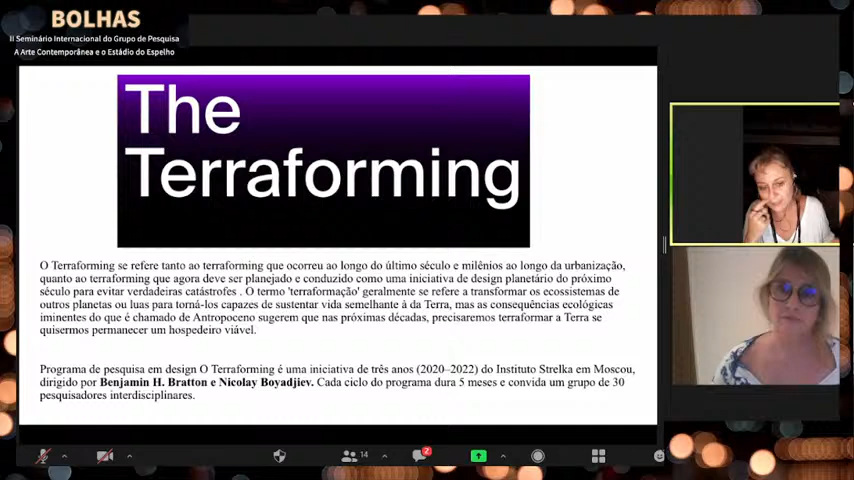 BOLHAS
II Seminário Internacional do Grupo de Pesquisa
A Arte Contemporânea e o Estádio do Espelho
The
Terraforming
O Terraforming se refere tanto ao terraforming que ocorreu ao longo do último século e milênios ao longo da urbanização,
quanto ao terraforming que agora deve ser planejado e conduzido como uma iniciativa de design planetário do próximo
século para evitar verdadeiras catástrofes . O termo 'terraformação' geralmente se refere a transformar os ecossistemas de
outros planetas ou luas para torná-los capazes de sustentar vida semelhante à da Terra, mas as consequências ecológicas
iminentes do que é chamado de Antropoceno sugerem que nas próximas décadas, precisaremos terraformar a Terra se
quisermos permanecer um hospedeiro viável.
Programa de pesquisa em design O Terraforming é uma iniciativa de três anos (2020–2022) do Instituto Strelka em Moscou,
dirigido por Benjamin H. Bratton e Nicolay Boyadjiev. Cada ciclo do programa dura 5 meses e convida um grupo de 30
pesquisadores interdisciplinares.
14
2